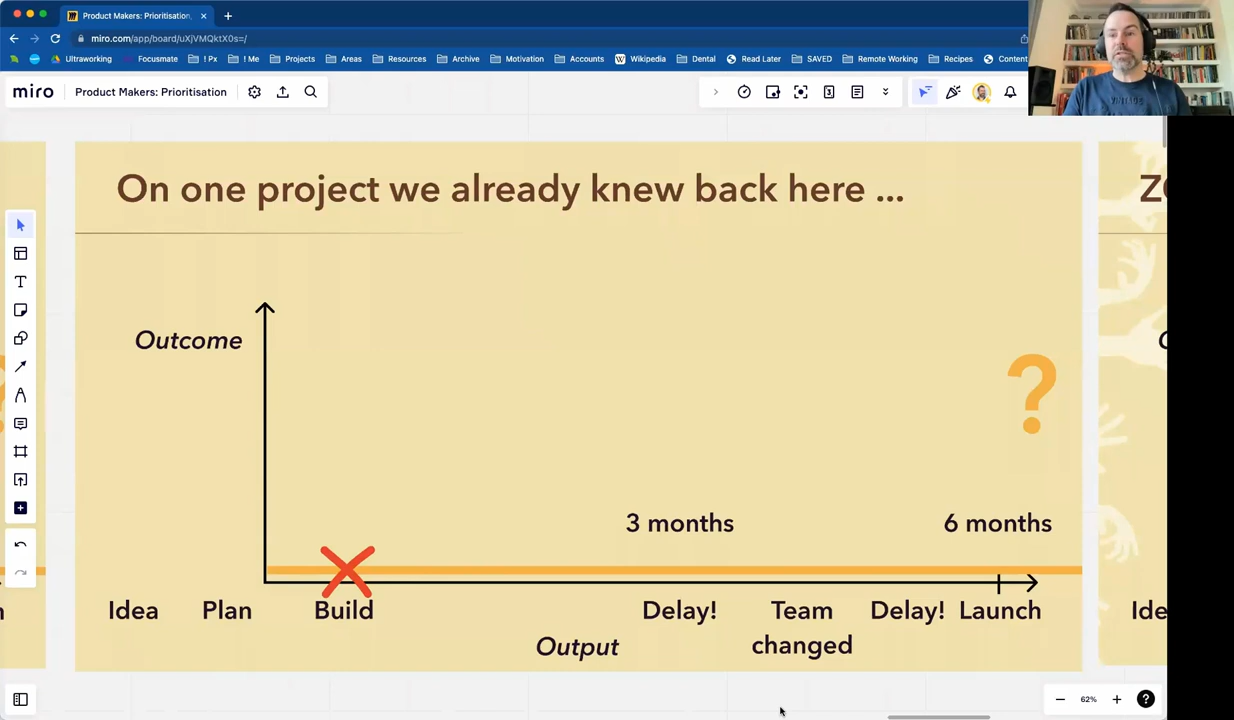 Product Makers: Prioritisation,
miro.com/app/board/uXjVMQktX0s=/
Ultraworking
Focusmate
! Px
! Me
Projects
Areas
Resources
Archive
Motivation
Accounts
Wikipedia
Dental
Read Later
SAVED
Remote Working
Recipes
Content
miro
Product Makers: Prioritisation
On one project we already knew back here ...
Outcome
?
3 months
6 months
Idea
Plan
Build
Delay!
Team
changed
Delay!
Launch
Output
Ide
62%
?